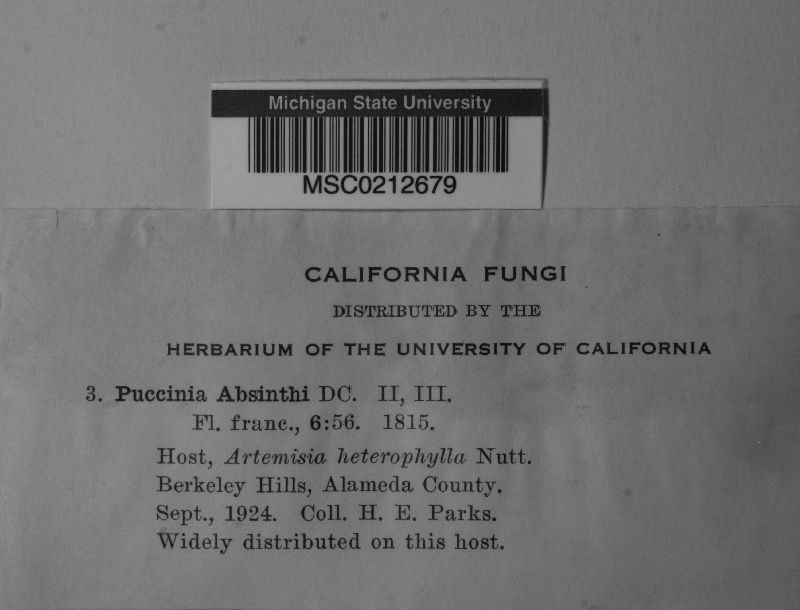 Michigan State University
MSC0212679
CALIFORNIA FUNGI
DISTRIBUTED BY THE
HERBARIUM OF THE UNIVERSITY OF CALIFORNIA
3. Puccinia Absinthi DC. II, III.
Fl. franc., 6:56. 1815.
Host, Artemisia heterophylla Nutt.
Berkeley Hills, Alameda County.
Sept., 1924. Coll. H. E. Parks.
Widely distributed on this host.